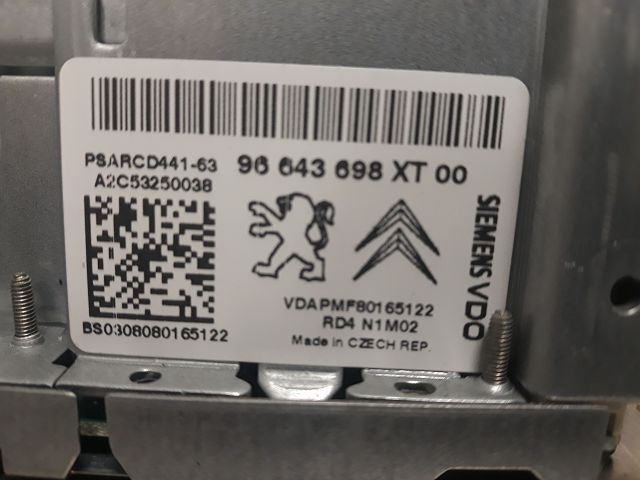 PSARCD441-63 96 643 698 XT 00
A2C53250038
SIEMENS VDO
VDAPMF80165122
RD4 N1M02
BS0308080165122
Made in CZECH REP.